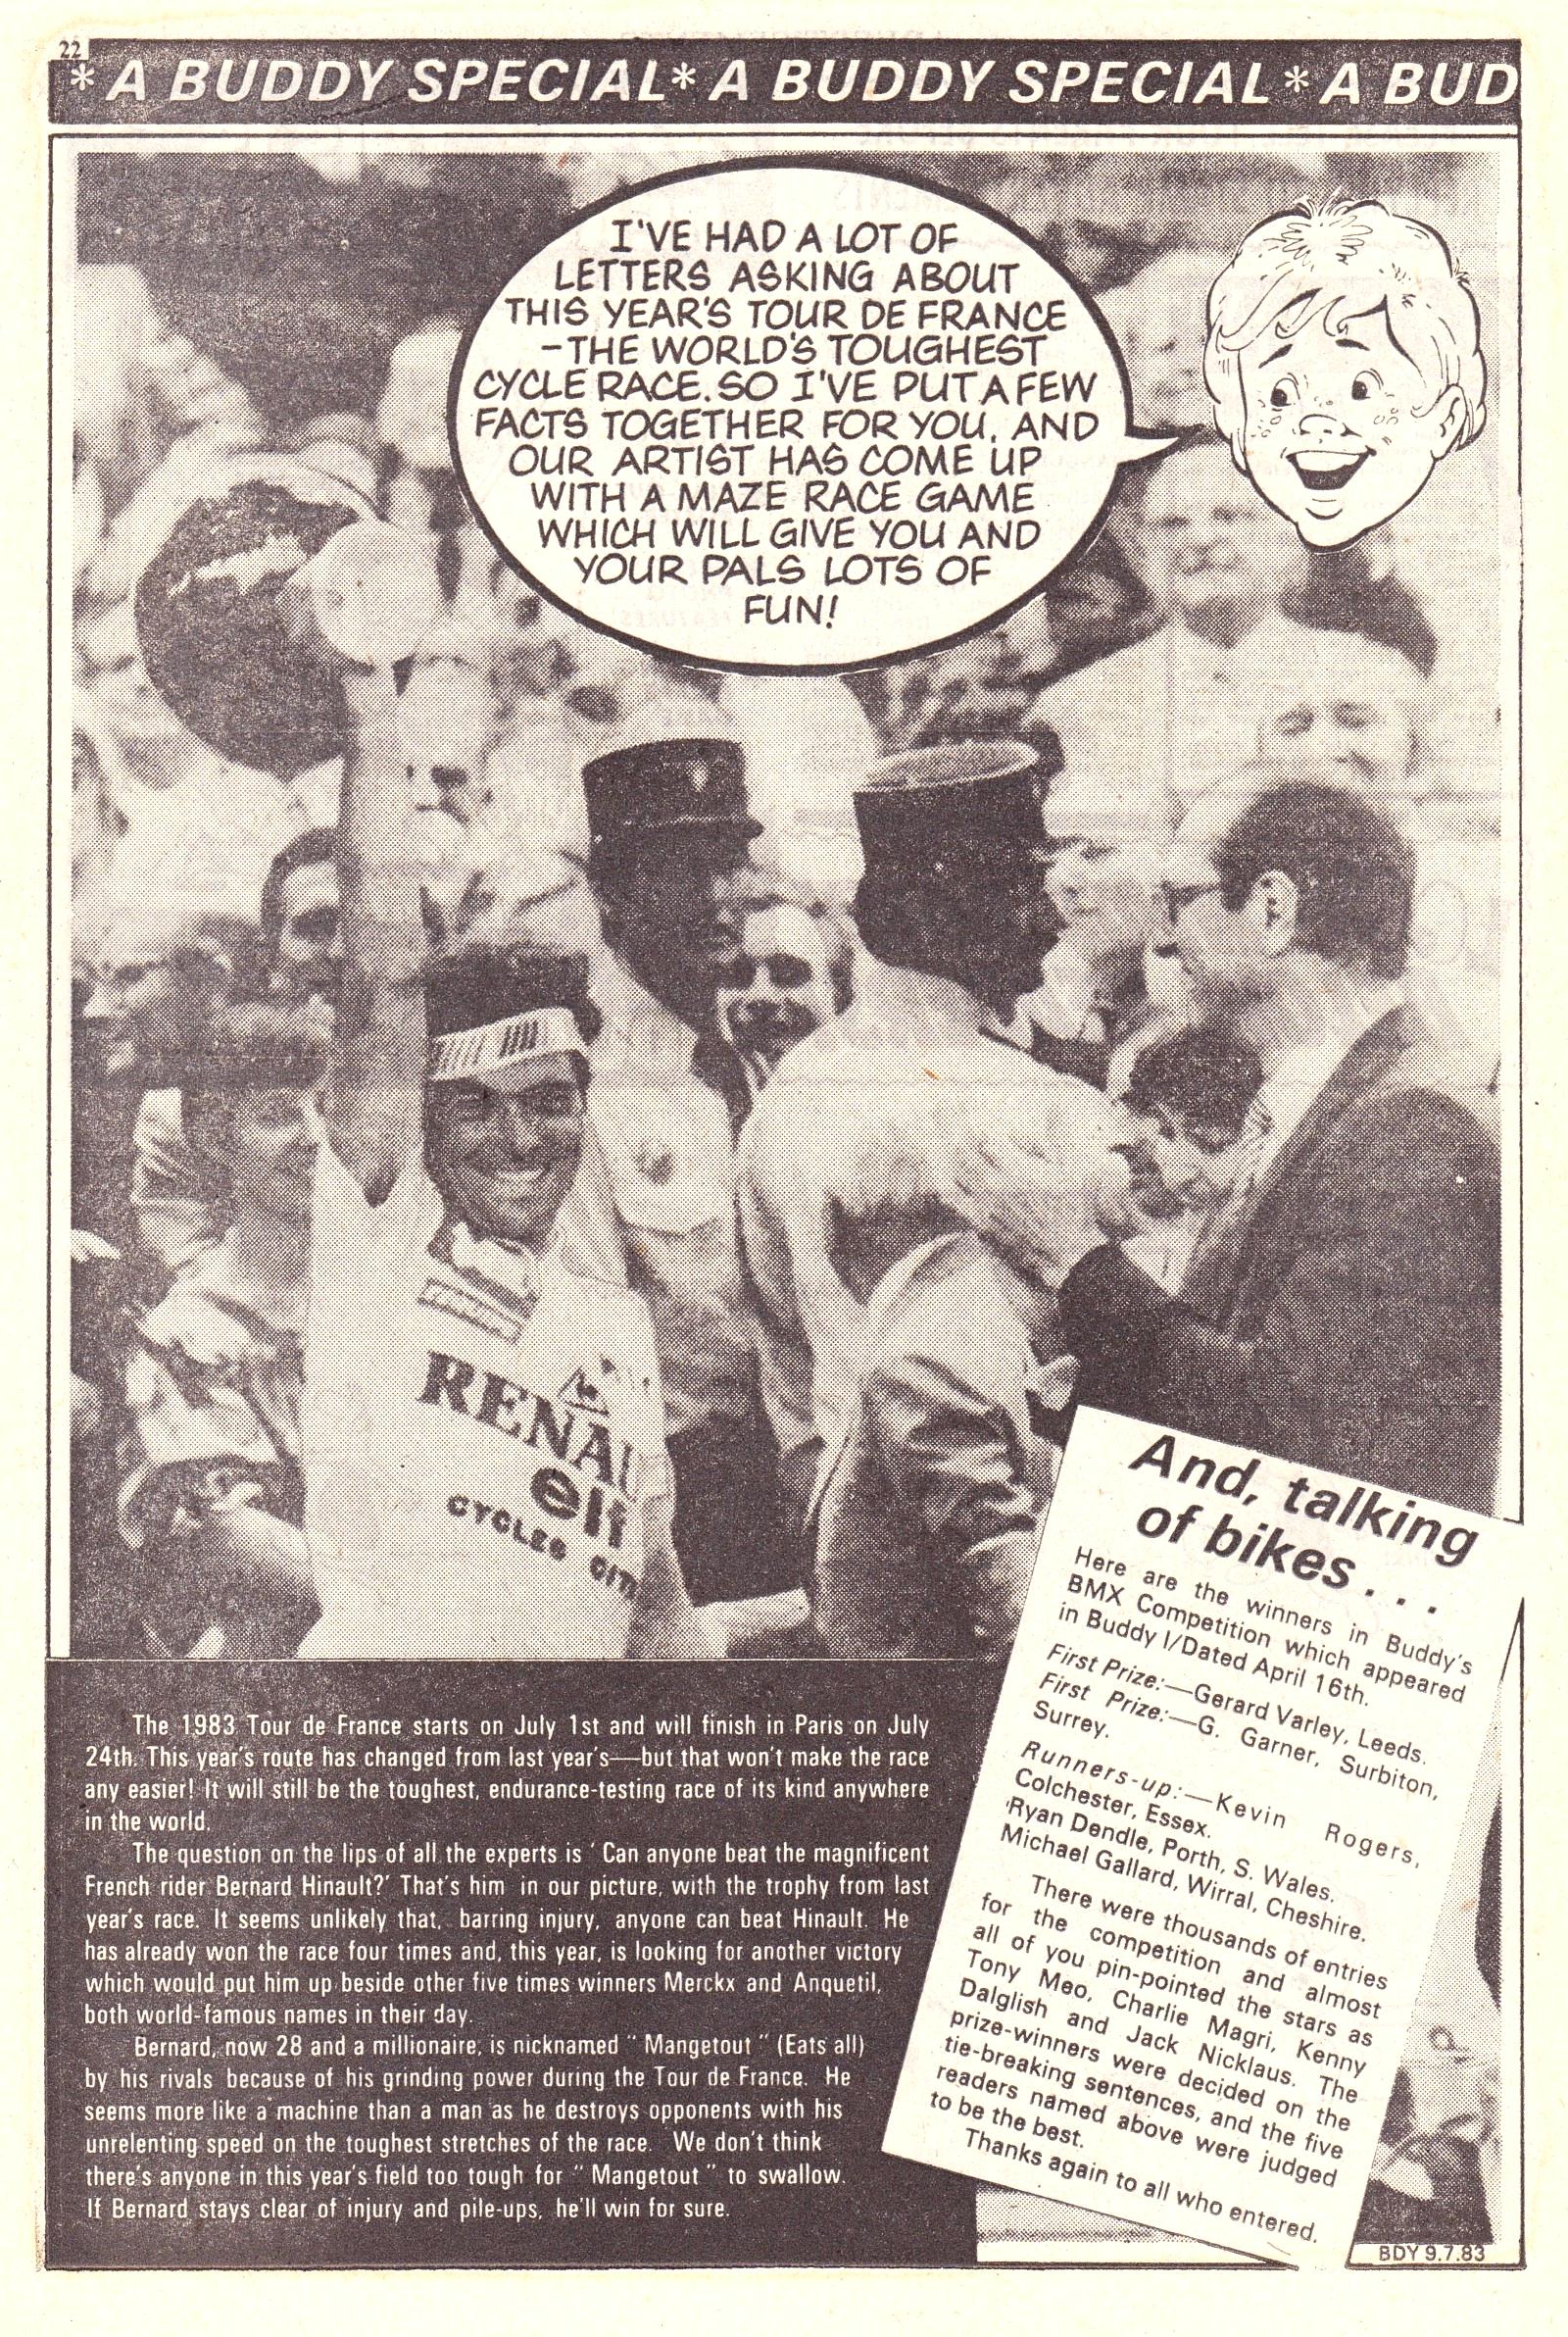 22
* A BUDDY SPECIAL * A BUDDY SPECIAL * A BUD
I'VE HAD A LOT OF
LETTERS ASKING ABOUT
THIS YEAR'S TOUR DE FRANCE
-THE WORLD'S TOUGHEST
CYCLE RACE. SO I'VE PUT A FEW
FACTS TOGETHER FOR YOU, AND
OUR ARTIST HAS COME UP
WITH A MAZE RACE GAME
WHICH WILL GIVE YOU AND
YOUR PALS LOTS OF
FUN!
RENAU
elf
CYCLES
The 1983 Tour de France starts on July 1st and will finish in Paris on July
24th. This year's route has changed from last year's—but that won't make the race
any easier! It will still be the toughest, endurance-testing race of its kind anywhere
in the world.
The question on the lips of all the experts is ' Can anyone beat the magnificent
French rider Bernard Hinault?' That's him in our picture, with the trophy from last
year's race. It seems unlikely that, barring injury, anyone can beat Hinault. He
has already won the race four times and, this year, is looking for another victory
which would put him up beside other five times winners Merckx and Anquetil,
both world-famous names in their day.
Bernard, now 28 and a millionaire, is nicknamed " Mangetout " (Eats all)
by his rivals because of his grinding power during the Tour de France. He
seems more like a machine than a man as he destroys opponents with his
unrelenting speed on the toughest stretches of the race. We don't think
there's anyone in this year's field too tough for " Mangetout " to swallow.
If Bernard stays clear of injury and pile-ups, he'll win for sure.
And, talking
of bikes . . .
Here are the winners in Buddy's
BMX Competition which appeared
in Buddy I/Dated April 16th.
First Prize:—Gerard Varley, Leeds.
First Prize:—G. Garner, Surbiton,
Surrey.
Runners-up:—Kevin Rogers,
Colchester, Essex.
Ryan Dendle, Porth, S. Wales.
Michael Gallard, Wirral, Cheshire.
There were thousands of entries
for the competition and almost
all of you pin-pointed the stars as
Tony Meo, Charlie Magri, Kenny
Dalglish and Jack Nicklaus. The
prize-winners were decided on the
tie-breaking sentences, and the five
readers named above were judged
to be the best.
Thanks again to all who entered.
BDY 9.7.83